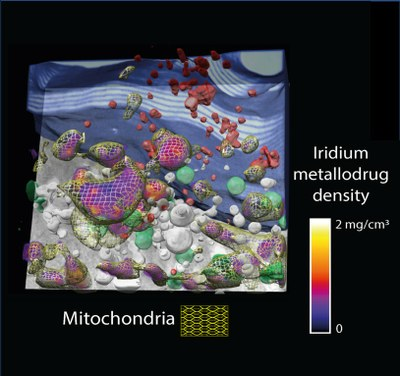 Iridium
metallodrug
density
2 mg/cm³
0
Mitochondria